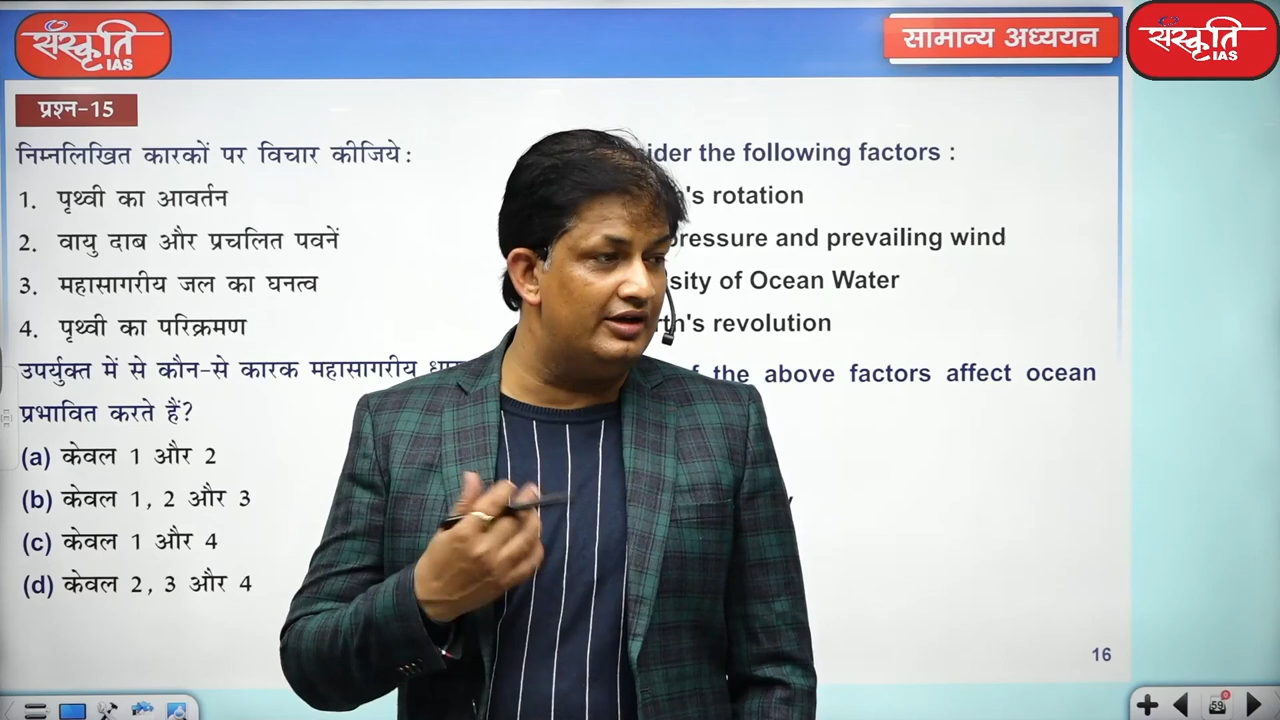 संस्कृति
IAS
सामान्य अध्ययन
संस्कृति
IAS
प्रश्न-15
निम्नलिखित कारकों पर विचार कीजिये:
1. पृथ्वी का आवर्तन
2. वायु दाब और प्रचलित पवनें
3. महासागरीय जल का घनत्व
4. पृथ्वी का परिक्रमण
उपर्युक्त में से कौन-से कारक महासागरीय
प्रभावित करते हैं?
(a) केवल 1 और 2
(b) केवल 1, 2 और 3
(c) केवल 1 और 4
(d) केवल 2, 3 और 4
the following factors :
rotation
pressure and prevailing wind
of Ocean Water
revolution
the above factors affect ocean
16
59